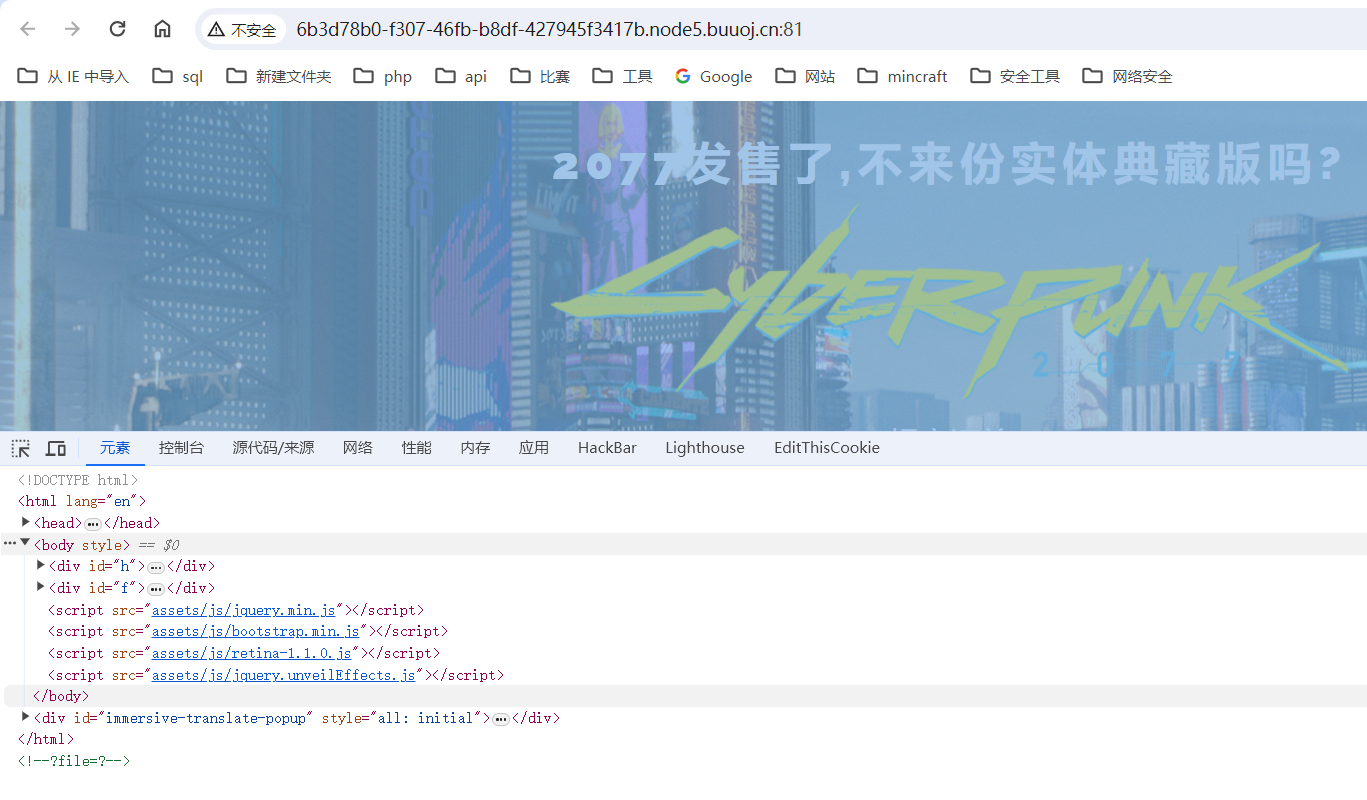 不安全 6b3d78b0-f307-46fb-b8df-427945f3417b.node5.buuoj.cn:81
从 IE 中导入 sql 新建文件夹 php api 比赛 工具 Google 网站 mincraft 安全工具 网络安全
2077发售了,不来份实体典藏版吗?
CYBERPUNK
2077
元素 控制台 源代码/来源 网络 性能 内存 应用 HackBar Lighthouse EditThisCookie
<!DOCTYPE html>
<html lang="en">
<head>…</head>
<body style> == $0
<div id="h">…</div>
<div id="f">…</div>
<script src="assets/js/jquery.min.js"></script>
<script src="assets/js/bootstrap.min.js"></script>
<script src="assets/js/retina-1.1.0.js"></script>
<script src="assets/js/jquery.unveilEffects.js"></script>
</body>
<div id="immersive-translate-popup" style="all: initial">…</div>
</html>
<!--?file=?-->